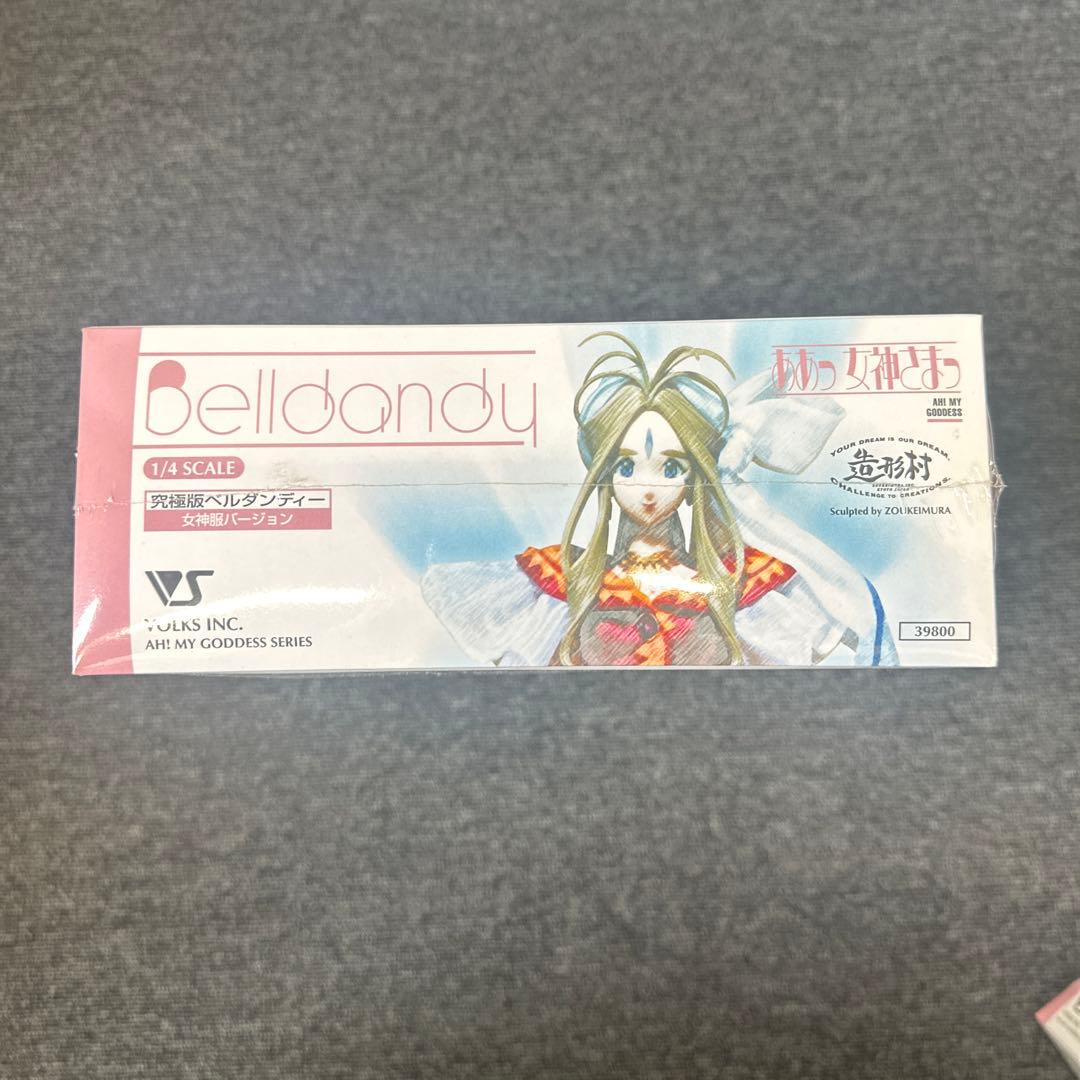 Belldandy
1/4 SCALE
究極版ベルダンディー
女神服バージョン
VS
VOLKS INC.
AH! MY GODDESS SERIES
ああっ女神さまっ
AH! MY
GODDESS
YOUR DREAM IS OUR DREAM.
造形村
CHALLENGE TO CREATIONS.
Sculpted by ZOUKEIMURA
39800